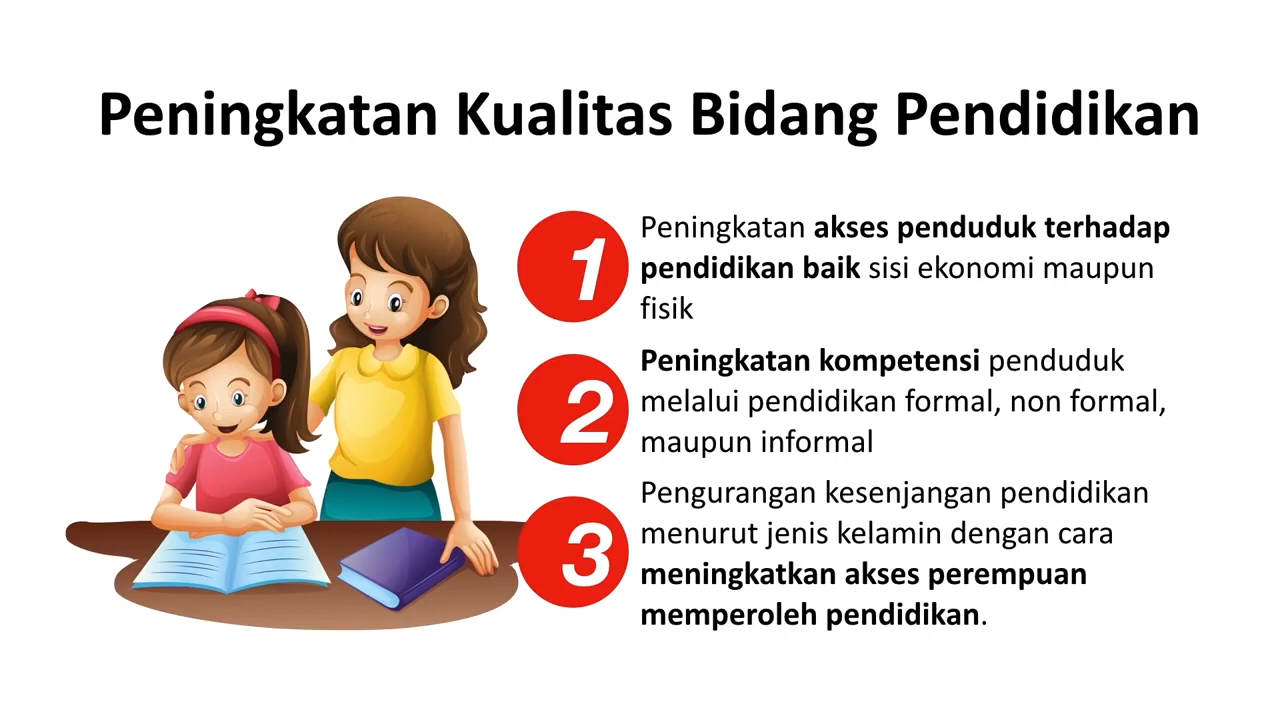 Peningkatan Kualitas Bidang Pendidikan
1
Peningkatan akses penduduk terhadap
pendidikan baik sisi ekonomi maupun
fisik
2
Peningkatan kompetensi penduduk
melalui pendidikan formal, non formal,
maupun informal
3
Pengurangan kesenjangan pendidikan
menurut jenis kelamin dengan cara
meningkatkan akses perempuan
memperoleh pendidikan.